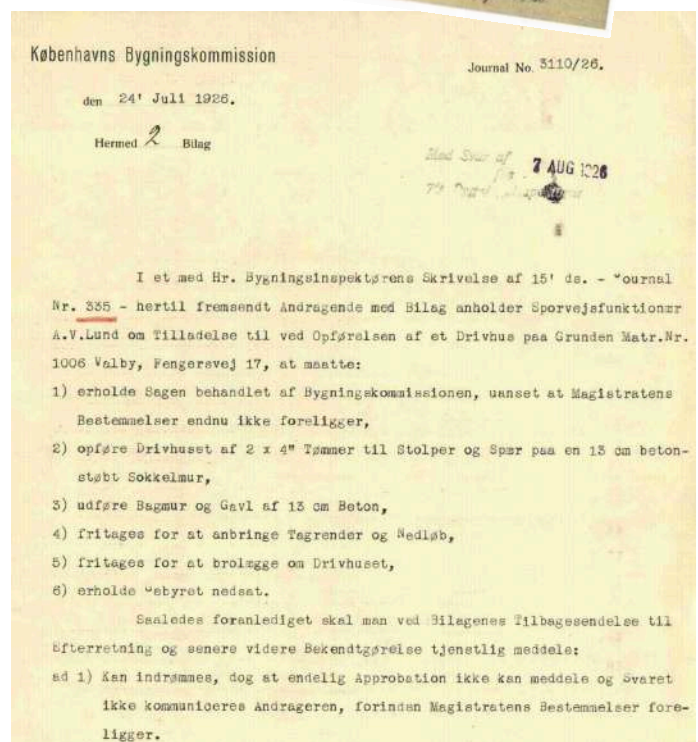 Københavns Bygningskommission
Journal No. 3110/26.
den 24' Juli 1926.
Hermed 2 Bilag
Med Svar af
7 AUG 1926
I et med Hr. Bygningsinspektørens Skrivelse af 15' ds. - Journal
Nr. 335 - hertil fremsendt Andragende med Bilag anholder Sporvejsfunktionær
A.V.Lund om Tilladelse til ved Opførelsen af et Drivhus paa Grunden Matr.Nr.
1006 Valby, Fengersvej 17, at maatte:
1) erholde Sagen behandlet af Bygningskommissionen, uanset at Magistratens
Bestemmelser endnu ikke foreligger,
2) opføre Drivhuset af 2 x 4" Tømmer til Stolper og Spær paa en 13 cm beton-
støbt Sokkelmur,
3) udføre Bagmur og Gavl af 13 cm Beton,
4) fritages for at anbringe Tagrender og Nedløb,
5) fritages for at brolægge om Drivhuset,
6) erholde Gebyret nedsat.
Saaledes foranlediget skal man ved Bilagenes Tilbagesendelse til
Efterretning og senere videre Bekendtgørelse tjenstlig meddele:
ad 1) Kan indrømmes, dog at endelig Approbation ikke kan meddele og Svaret
ikke kommuniceres Andrageren, forinden Magistratens Bestemmelser fore-
ligger.